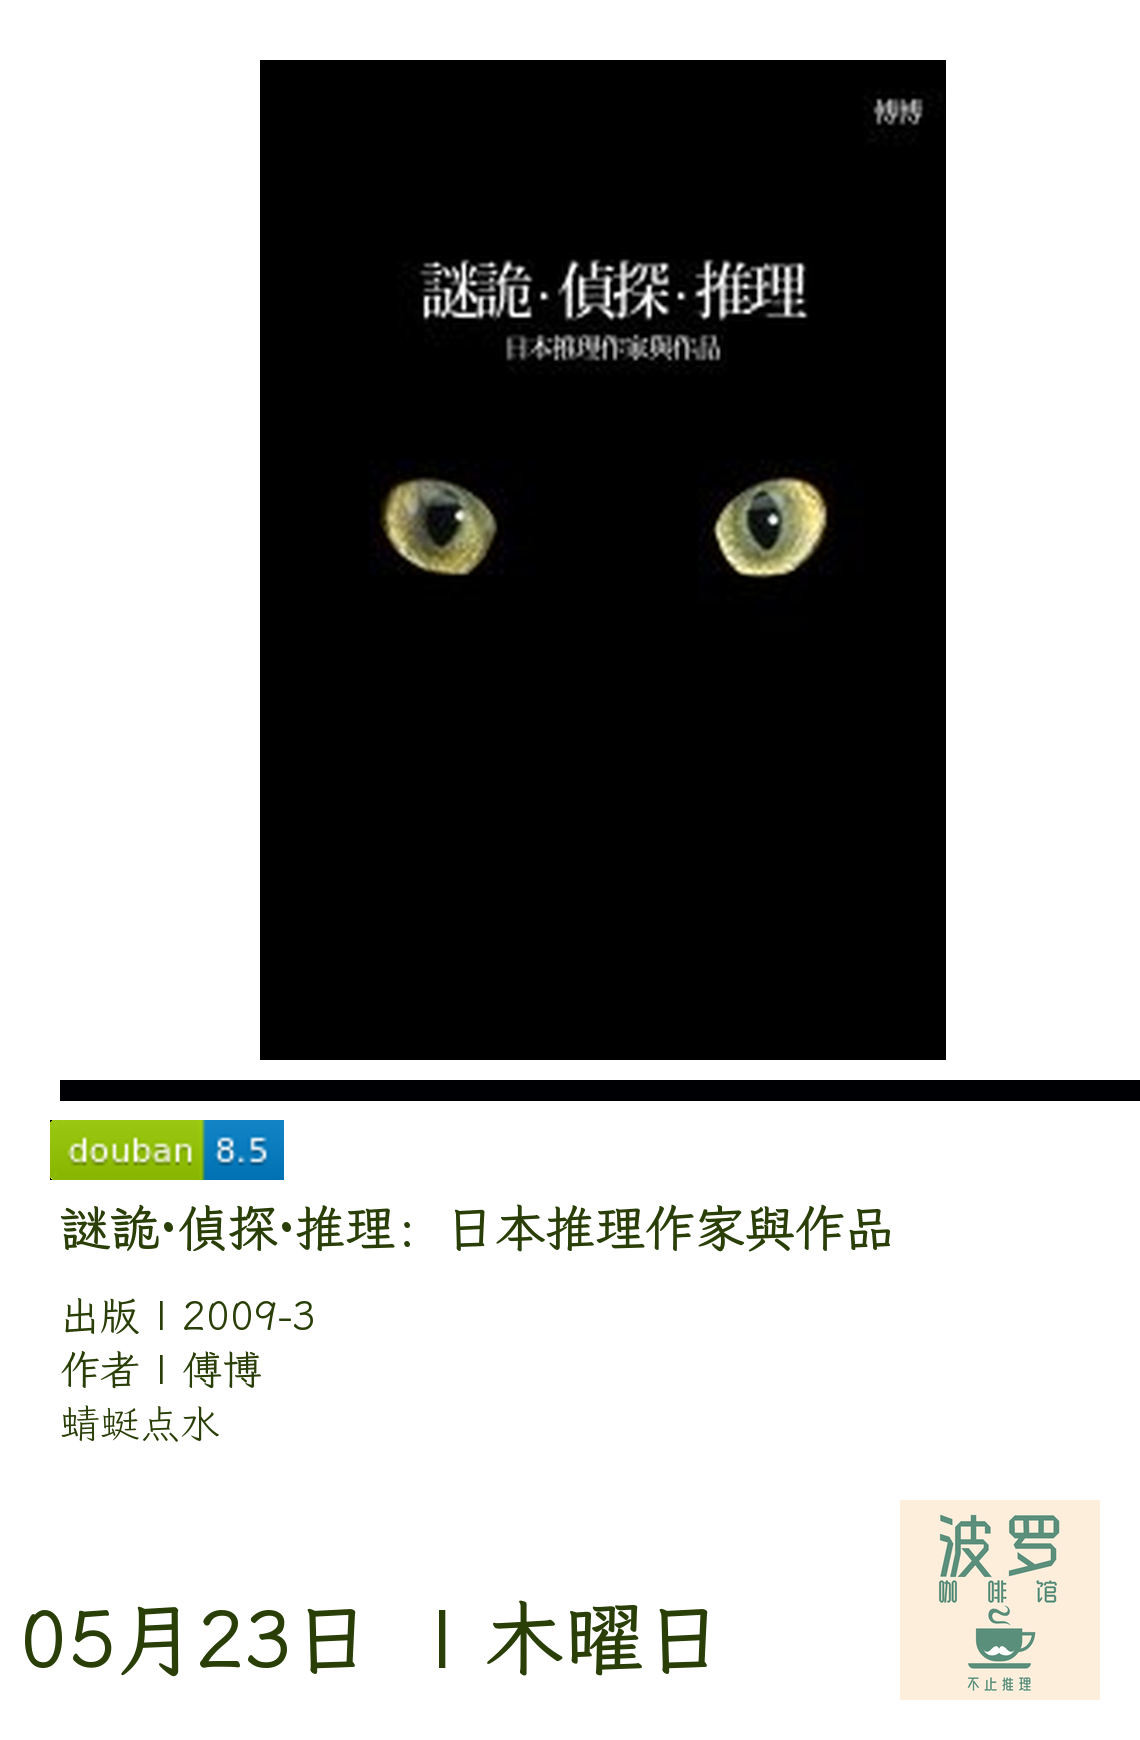 傅博
謎詭·偵探·推理
日本推理作家與作品
douban 8.5
謎詭·偵探·推理：日本推理作家與作品
出版 | 2009-3
作者 | 傅博
蜻蜓点水
05月23日 | 木曜日
波罗
咖啡馆
不止推理